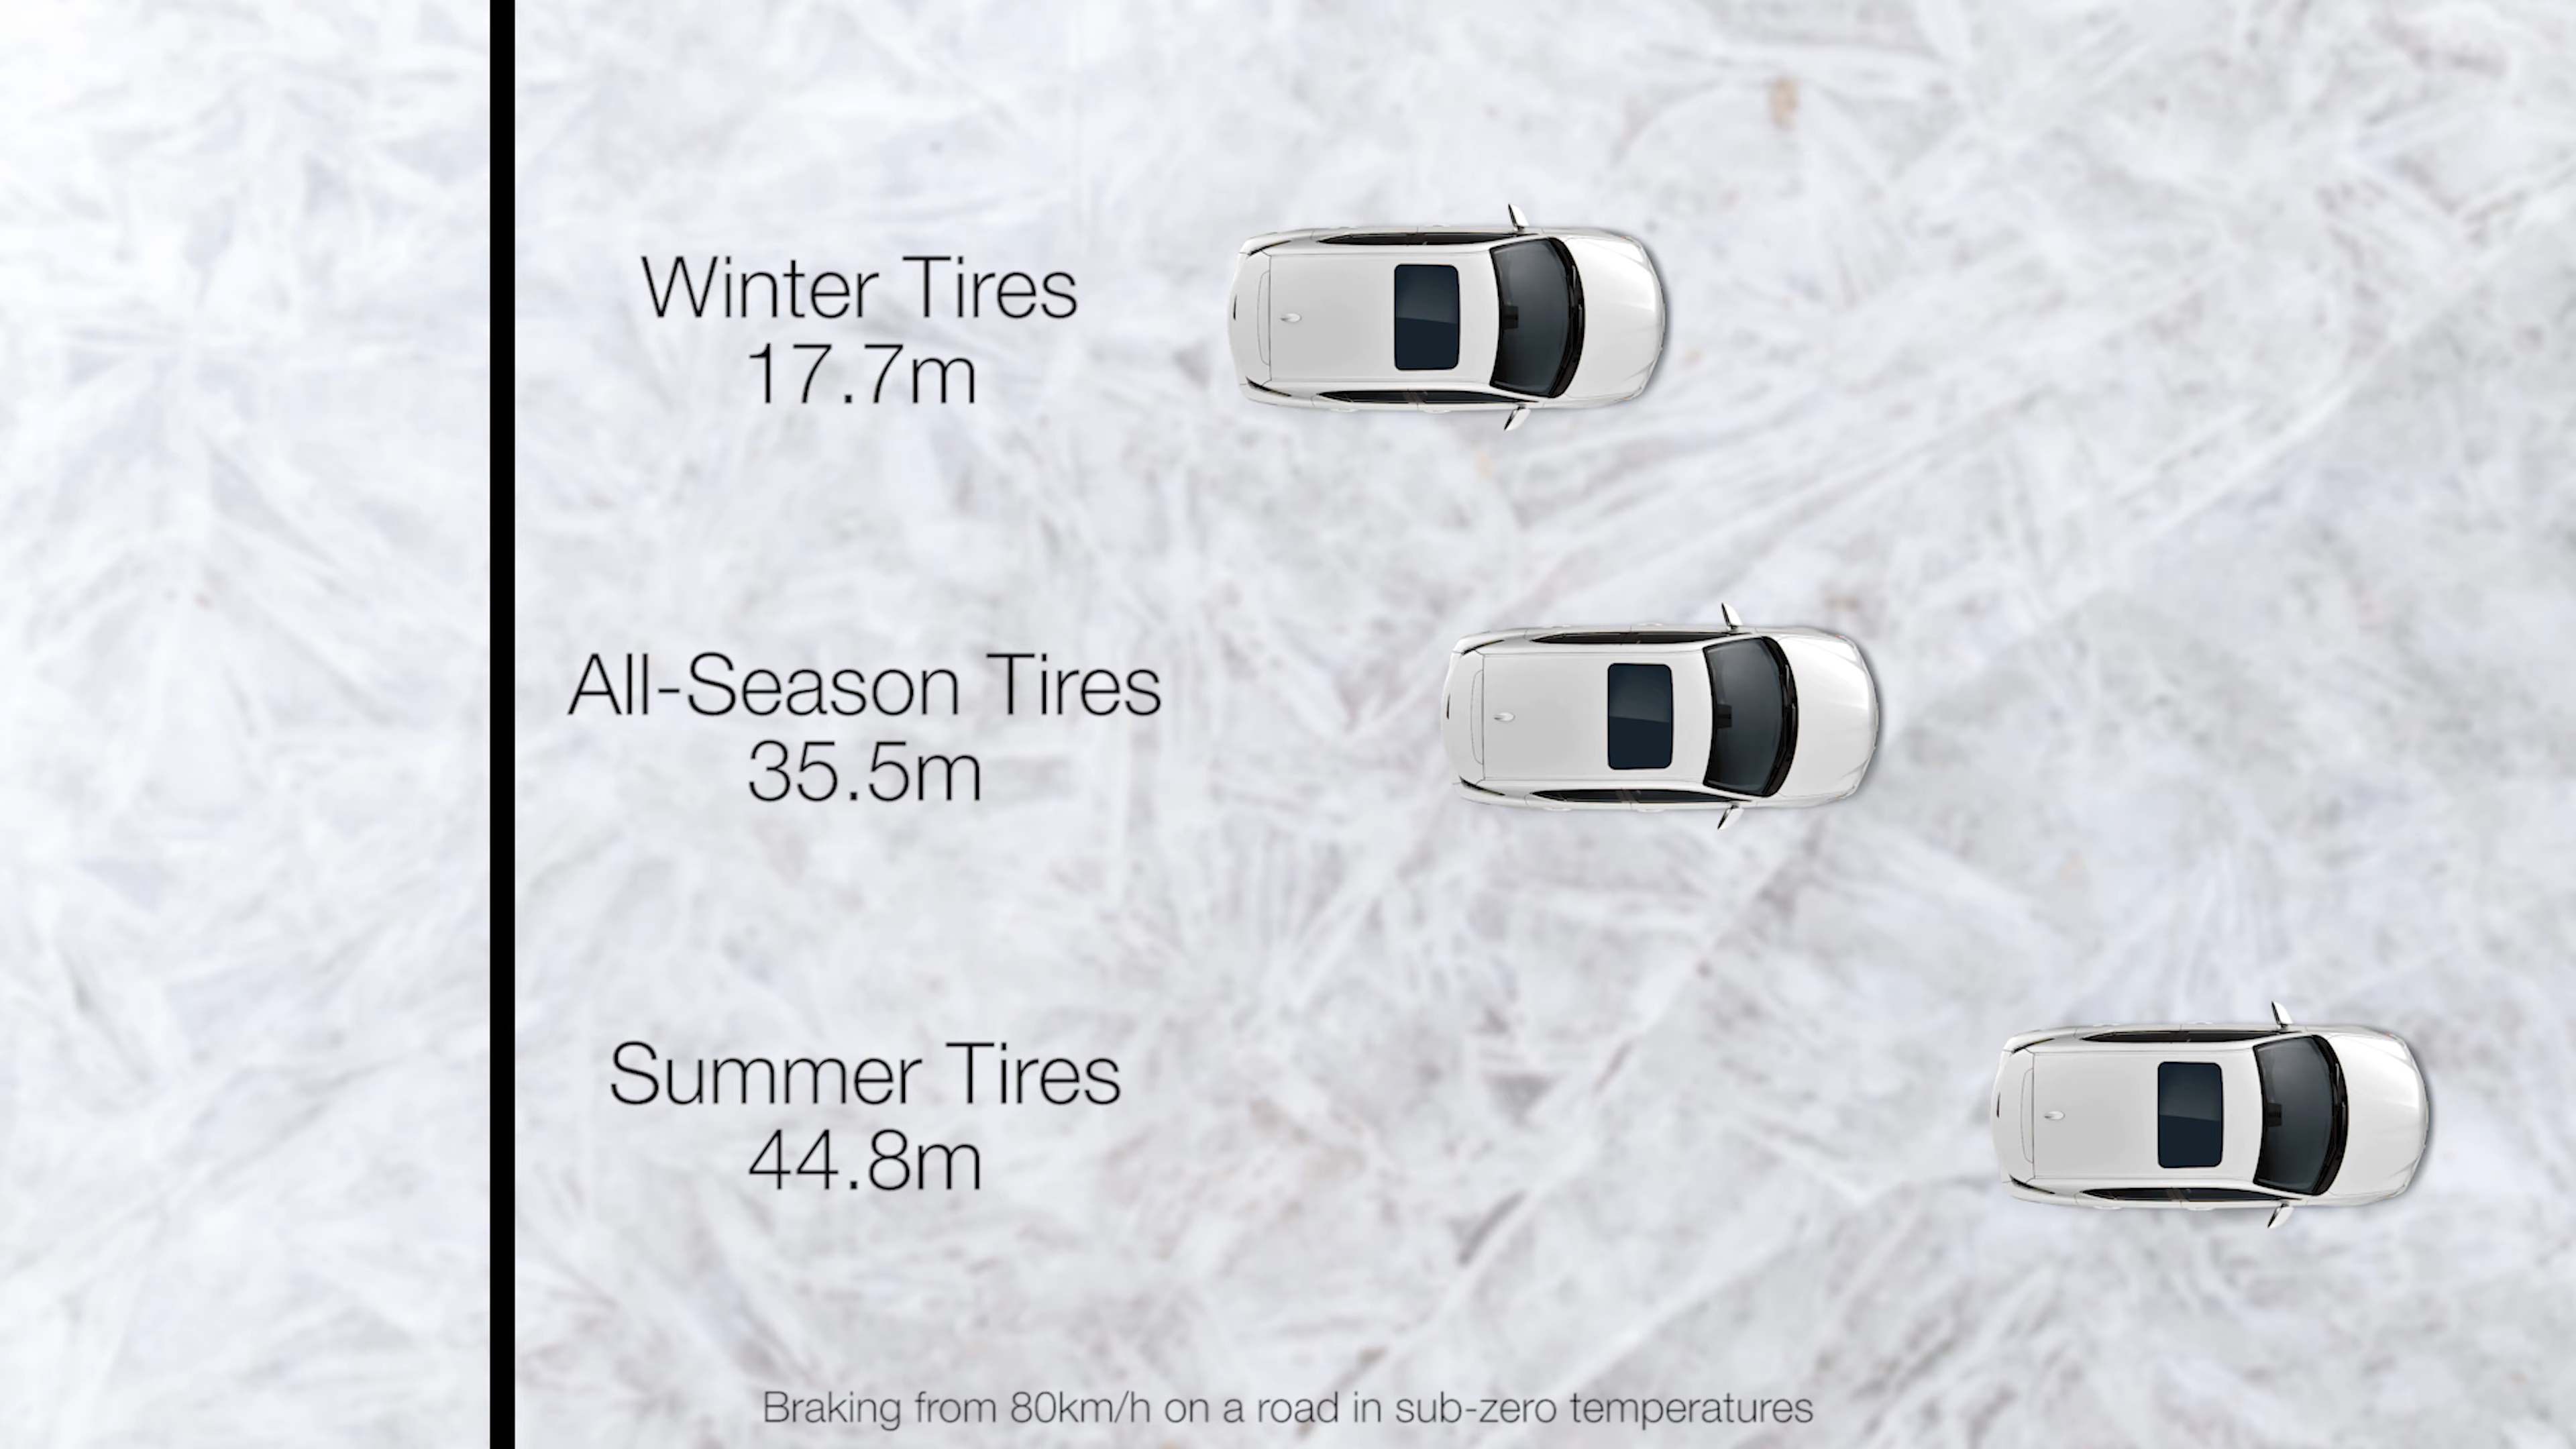 Winter Tires
17.7m
All-Season Tires
35.5m
Summer Tires
44.8m
Braking from 80km/h on a road in sub-zero temperatures